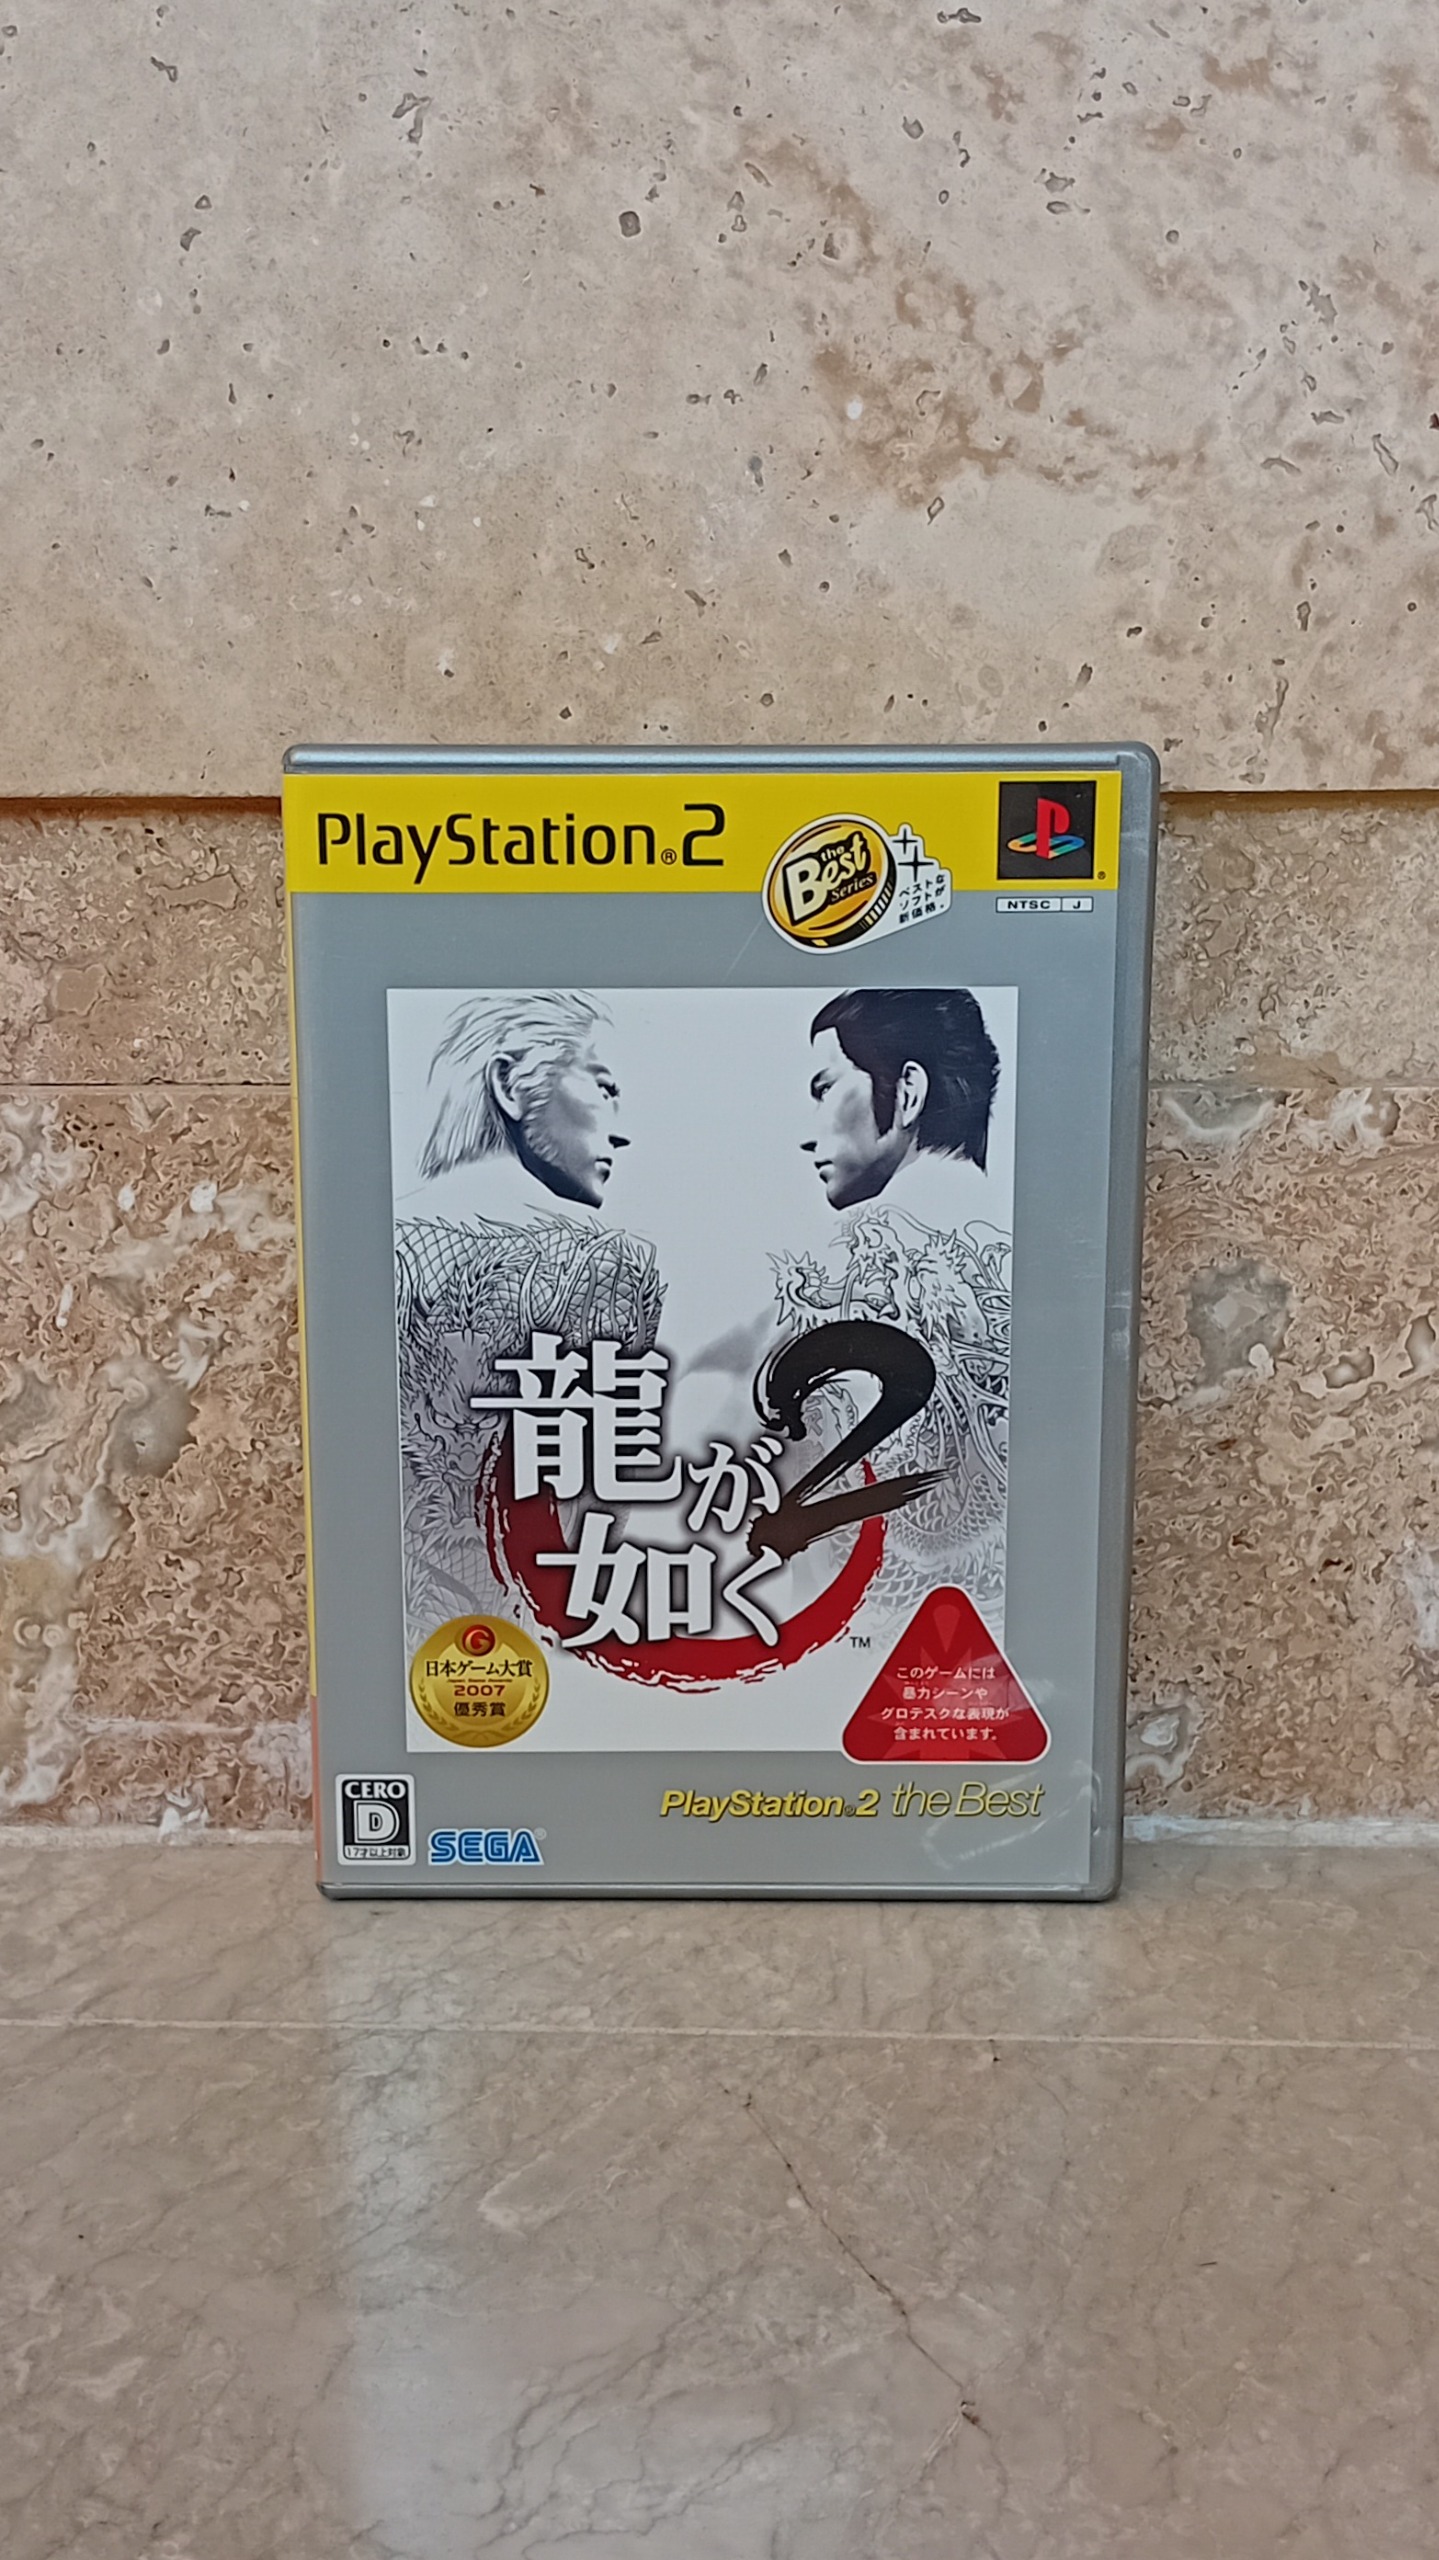 PlayStation®2
the Best Series
ベストな
ソフトが
新価格。
®
NTSC J
龍が
如く
2
TM
日本ゲーム大賞
Japan Game Awards
2007
優秀賞
このゲームには
暴力シーンや
グロテスクな表現が
含まれています。
PlayStation®2 the Best
CERO
D
17才以上対象
SEGA®